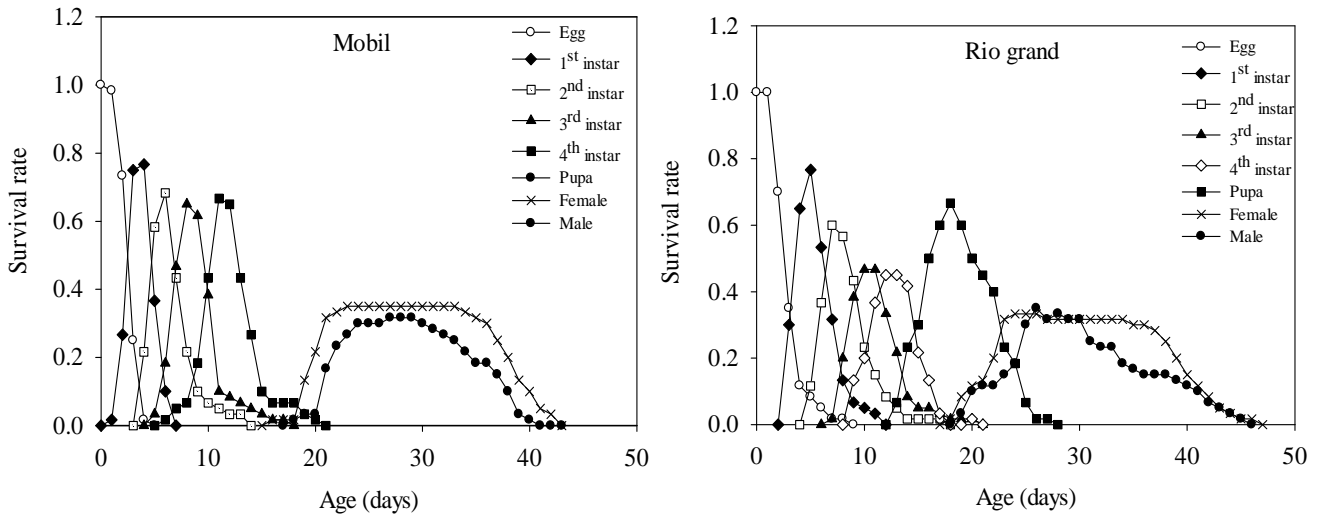 Mobil
Egg
1st instar
2nd instar
3rd instar
4th instar
Pupa
Female
Male
Survival rate
1.2
1.0
0.8
0.6
0.4
0.2
0.0
0 10 20 30 40 50
Age (days)
Rio grand
Egg
1st instar
2nd instar
3rd instar
4th instar
Pupa
Female
Male
Survival rate
1.2
1.0
0.8
0.6
0.4
0.2
0.0
0 10 20 30 40 50
Age (days)